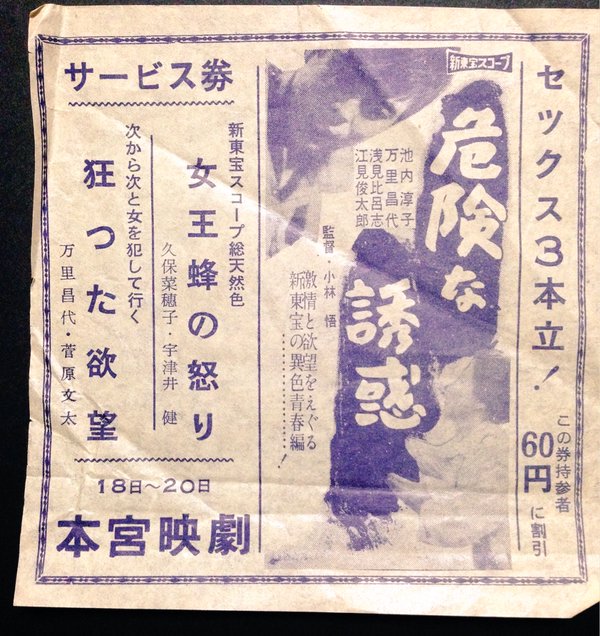 セックス3本立!
この券持参者
60円
に割引
新東宝スコープ
危険な
誘惑
池内淳子
万里昌代
浅見比呂志
江見俊太郎
監督・小林 悟
激情と欲望をえぐる
新東宝の異色青春編………!
サービス券
新東宝スコープ総天然色
女王蜂の怒り
久保菜穂子・宇津井 健
次から次と女を犯して行く
狂つた欲望
万里昌代・菅原文太
18日〜20日
本宮映劇